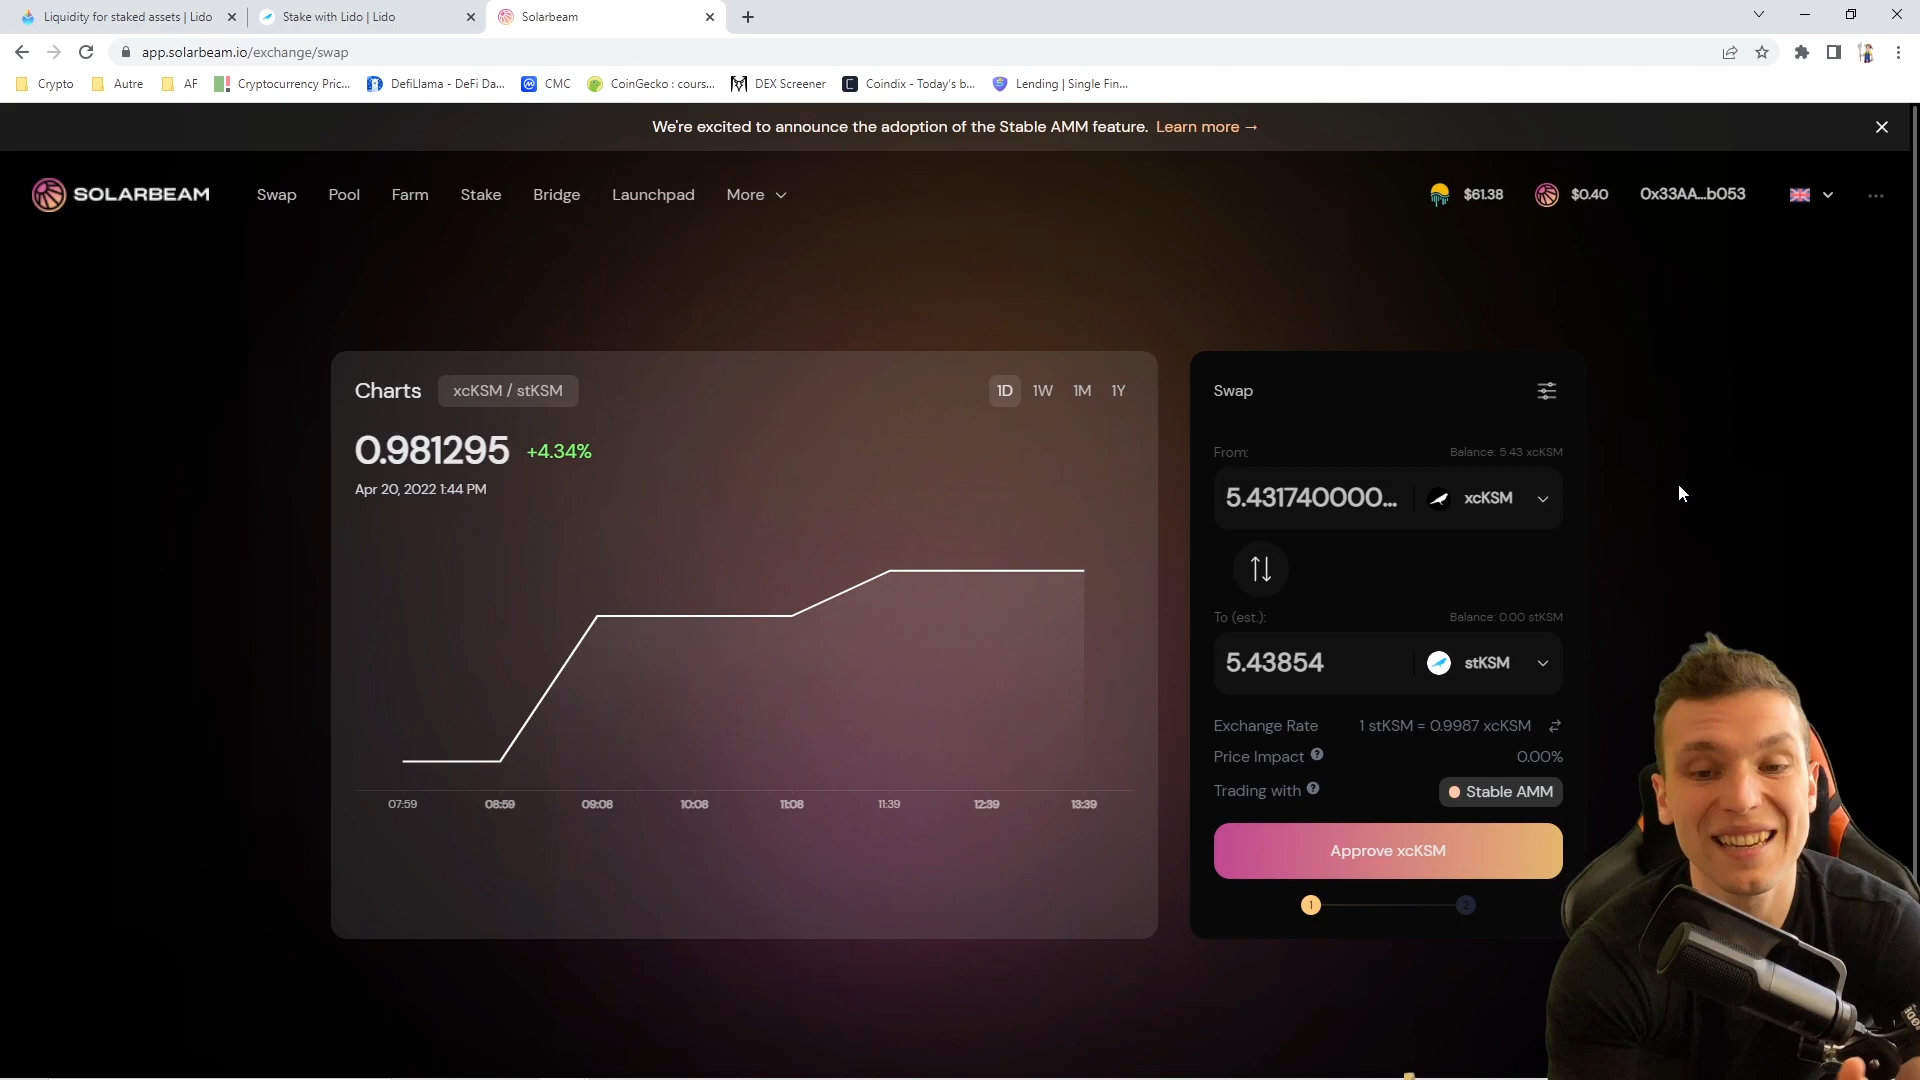 Liquidity for staked assets | Lido
Stake with Lido | Lido
Solarbeam
app.solarbeam.io/exchange/swap
Crypto
Autre
AF
Cryptocurrency Pric...
DefiLlama - DeFi Da...
CMC
CoinGecko : cours...
DEX Screener
Coindix - Today's b...
Lending | Single Fin...
We're excited to announce the adoption of the Stable AMM feature. Learn more →
SOLARBEAM
Swap
Pool
Farm
Stake
Bridge
Launchpad
More
$61.38
$0.40
0x33AA...b053
Charts
xcKSM / stKSM
1D
1W
1M
1Y
0.981295
+4.34%
Apr 20, 2022 1:44 PM
07:59
08:59
09:08
10:08
11:08
11:39
12:39
13:39
Swap
From:
Balance: 5.43 xcKSM
5.431740000...
xcKSM
To (est.):
Balance: 0.00 stKSM
5.43854
stKSM
Exchange Rate
1 stKSM = 0.9987 xcKSM
Price Impact
0.00%
Trading with
Stable AMM
Approve xcKSM
1
2